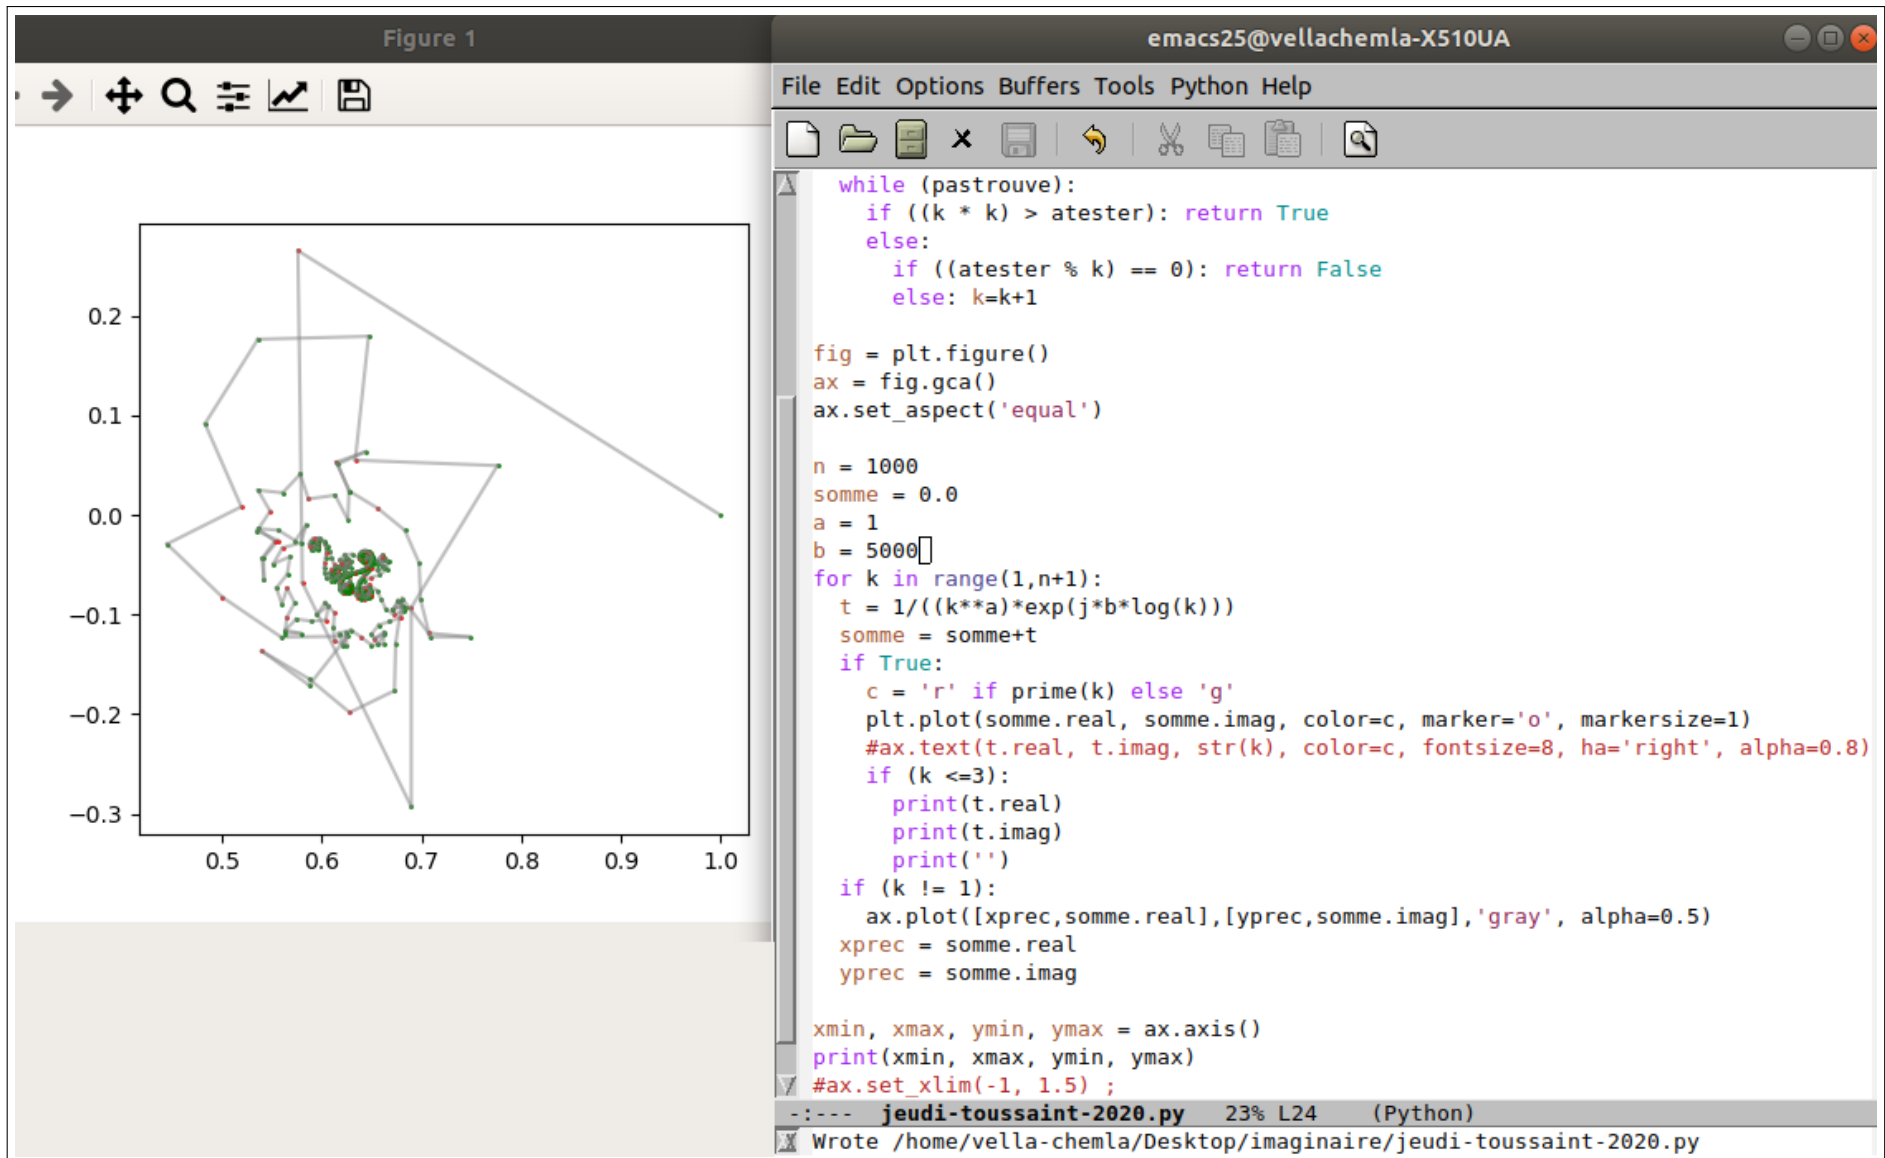 Figure 1
0.2
0.1
0.0
−0.1
−0.2
−0.3
0.5 0.6 0.7 0.8 0.9 1.0
emacs25@vellachemla-X510UA
File Edit Options Buffers Tools Python Help
while (pastrouve):
if ((k * k) > atester): return True
else:
if ((atester % k) == 0): return False
else: k=k+1
fig = plt.figure()
ax = fig.gca()
ax.set_aspect('equal')
n = 1000
somme = 0.0
a = 1
b = 5000
for k in range(1,n+1):
t = 1/((k**a)*exp(j*b*log(k)))
somme = somme+t
if True:
c = 'r' if prime(k) else 'g'
plt.plot(somme.real, somme.imag, color=c, marker='o', markersize=1)
#ax.text(t.real, t.imag, str(k), color=c, fontsize=8, ha='right', alpha=0.8)
if (k <=3):
print(t.real)
print(t.imag)
print('')
if (k != 1):
ax.plot([xprec,somme.real],[yprec,somme.imag],'gray', alpha=0.5)
xprec = somme.real
yprec = somme.imag
xmin, xmax, ymin, ymax = ax.axis()
print(xmin, xmax, ymin, ymax)
#ax.set_xlim(-1, 1.5) ;
-:--- jeudi-toussaint-2020.py 23% L24 (Python)
Wrote /home/vella-chemla/Desktop/imaginaire/jeudi-toussaint-2020.py